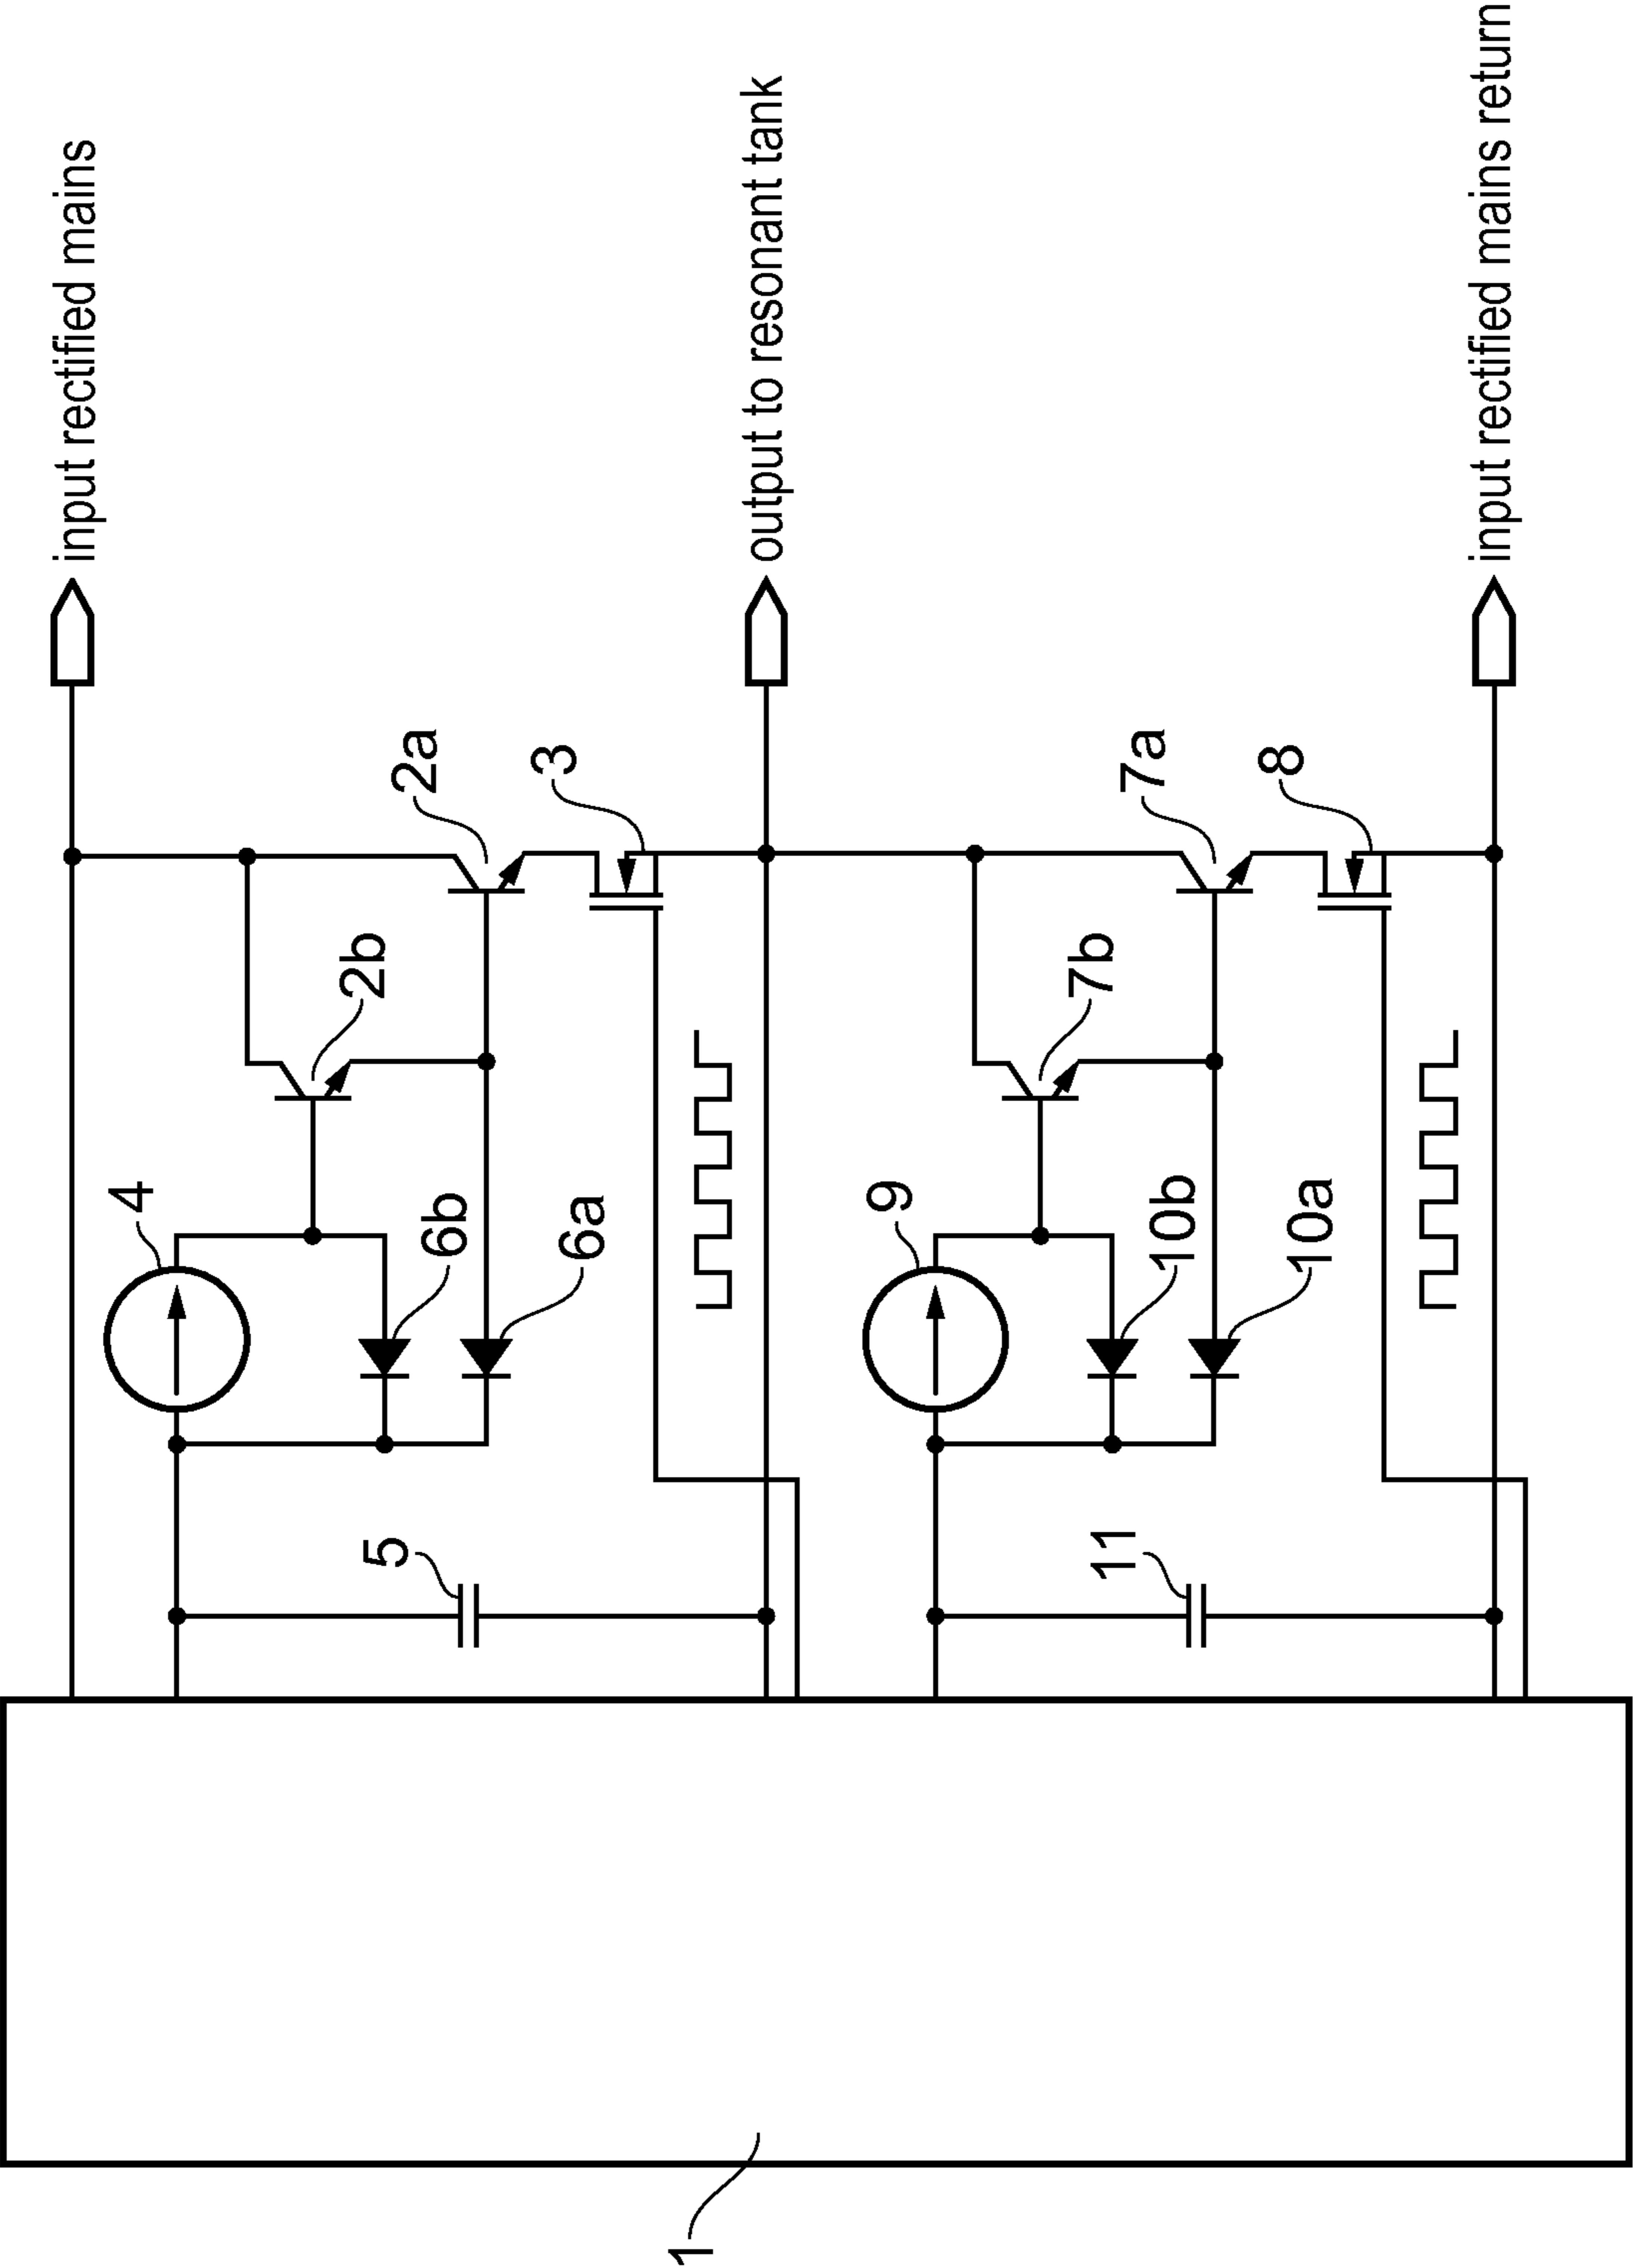 input rectified mains
output to resonant tank
input rectified mains return
2a
3
7a
8
2b
7b
4
6b
6a
9
10b
10a
5
11
1